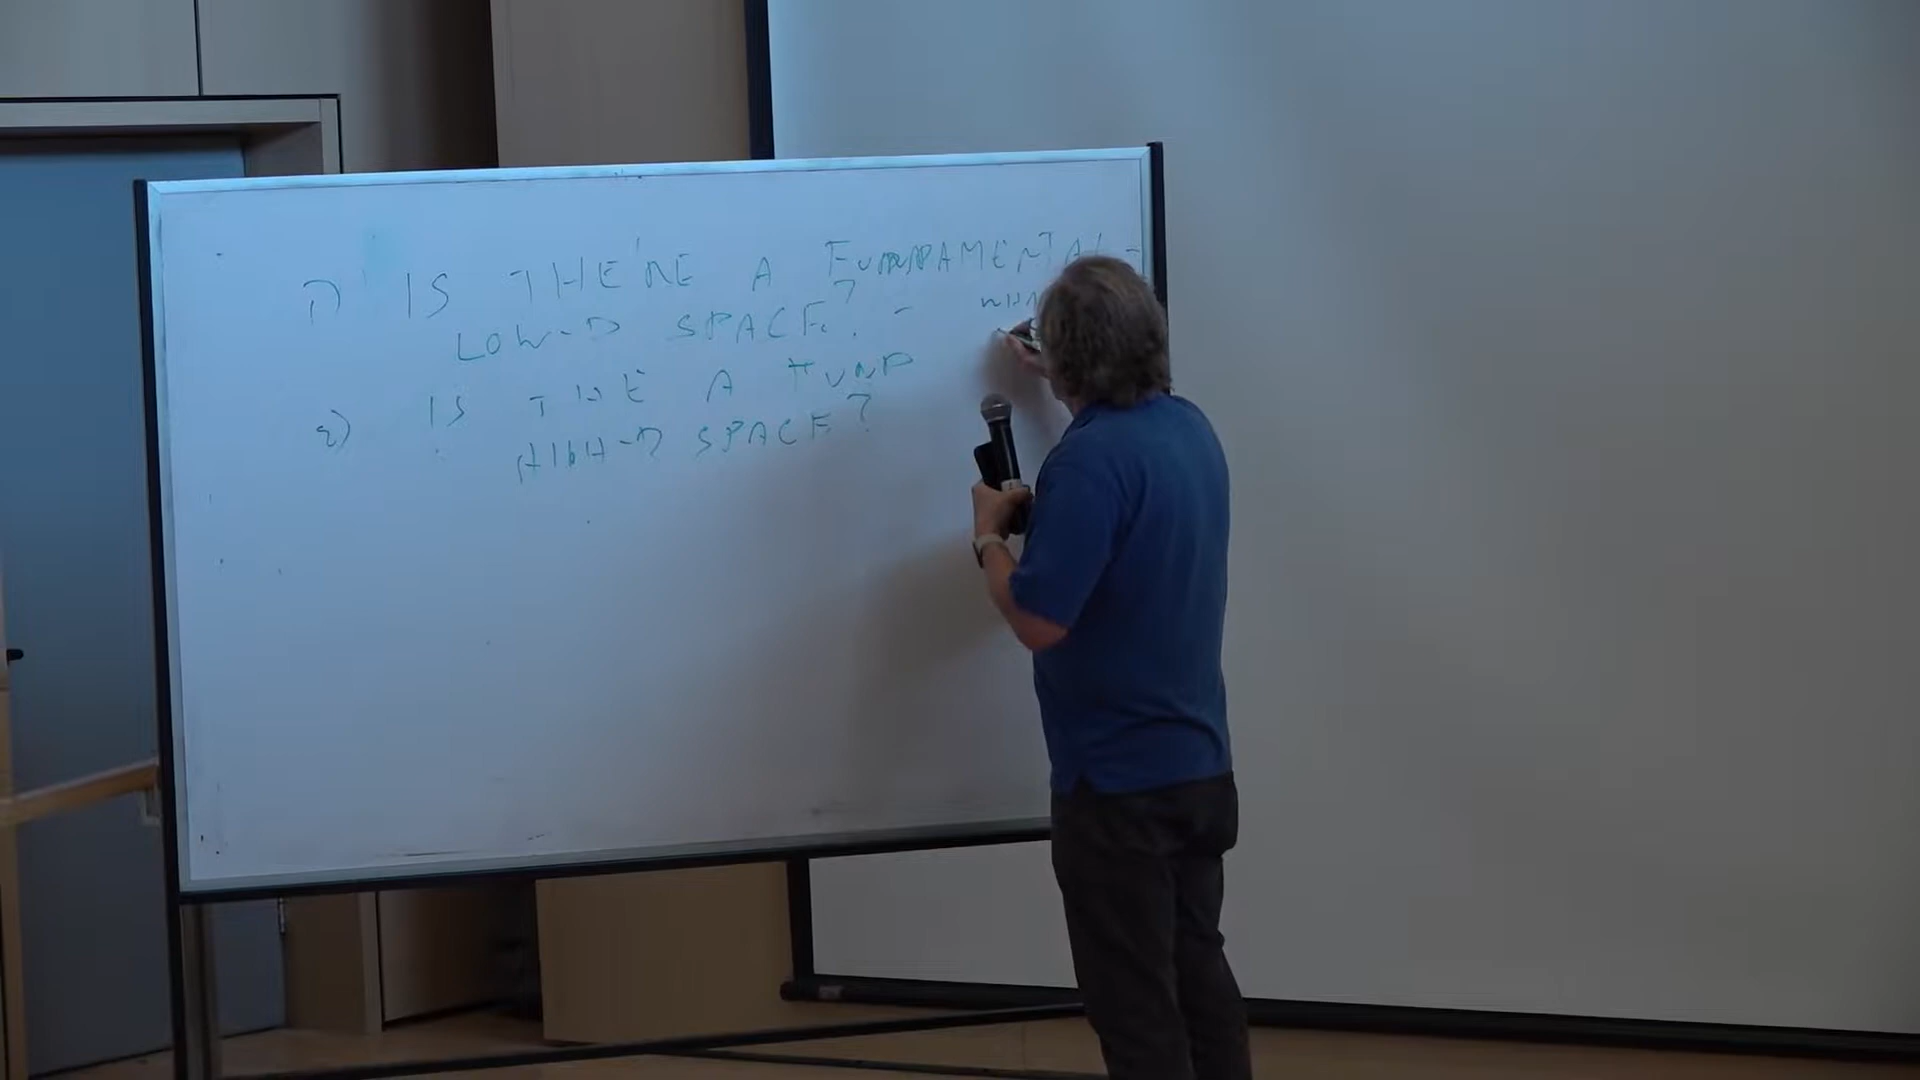 1) IS THERE A FUNDAMENTAL -
LOW-D SPACE? -
2) IS THE A FUND
HIGH-D SPACE?